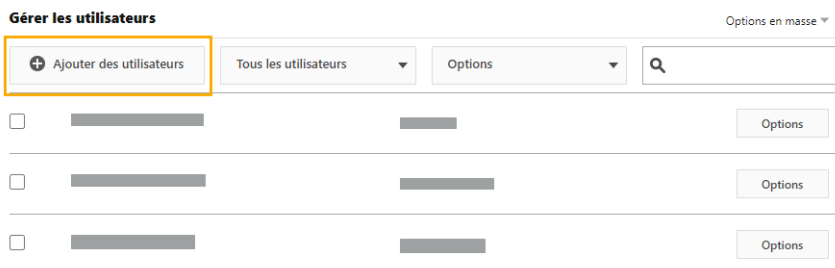 Gérer les utilisateurs
Options en masse
Ajouter des utilisateurs
Tous les utilisateurs
Options
Options
Options
Options